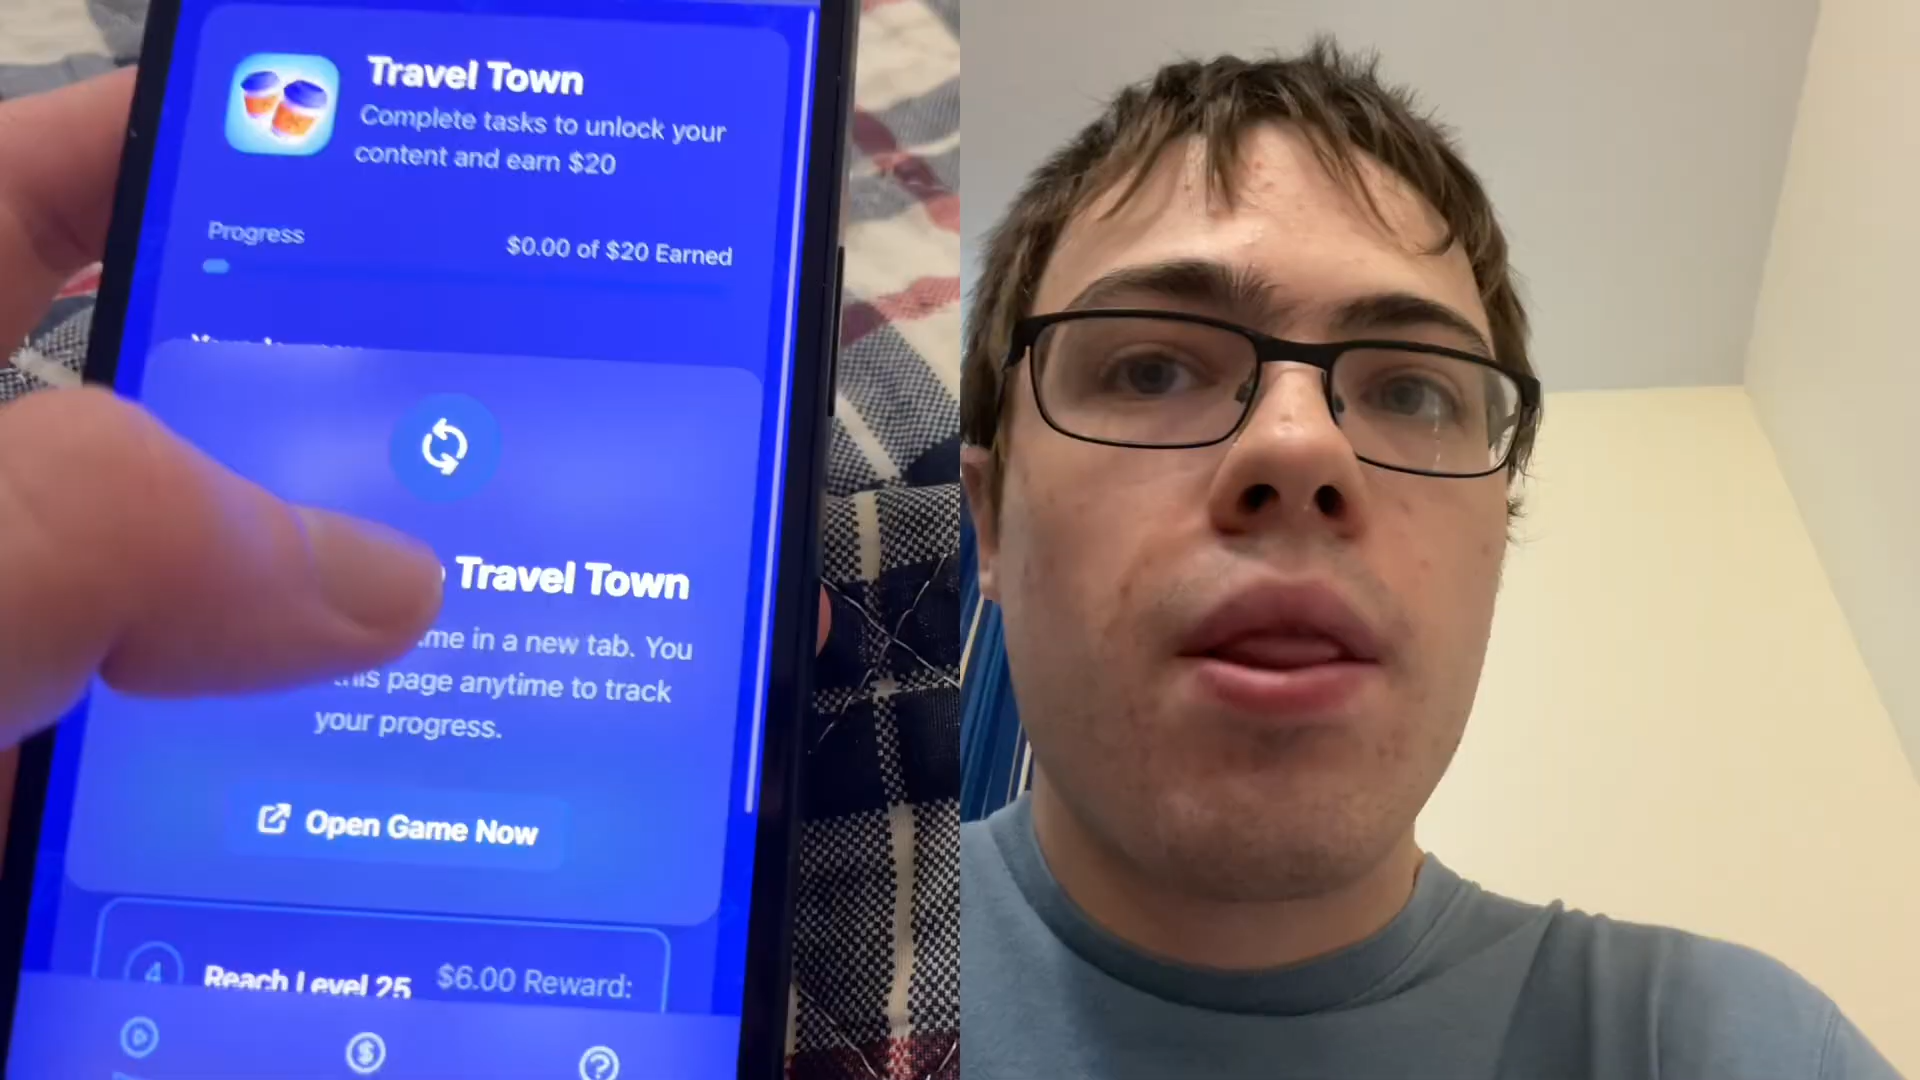 Travel Town
Complete tasks to unlock your
content and earn $20
Progress
$0.00 of $20 Earned
Travel Town
in a new tab. You
this page anytime to track
your progress.
Open Game Now
4
Reach Level 25
$6.00 Reward: